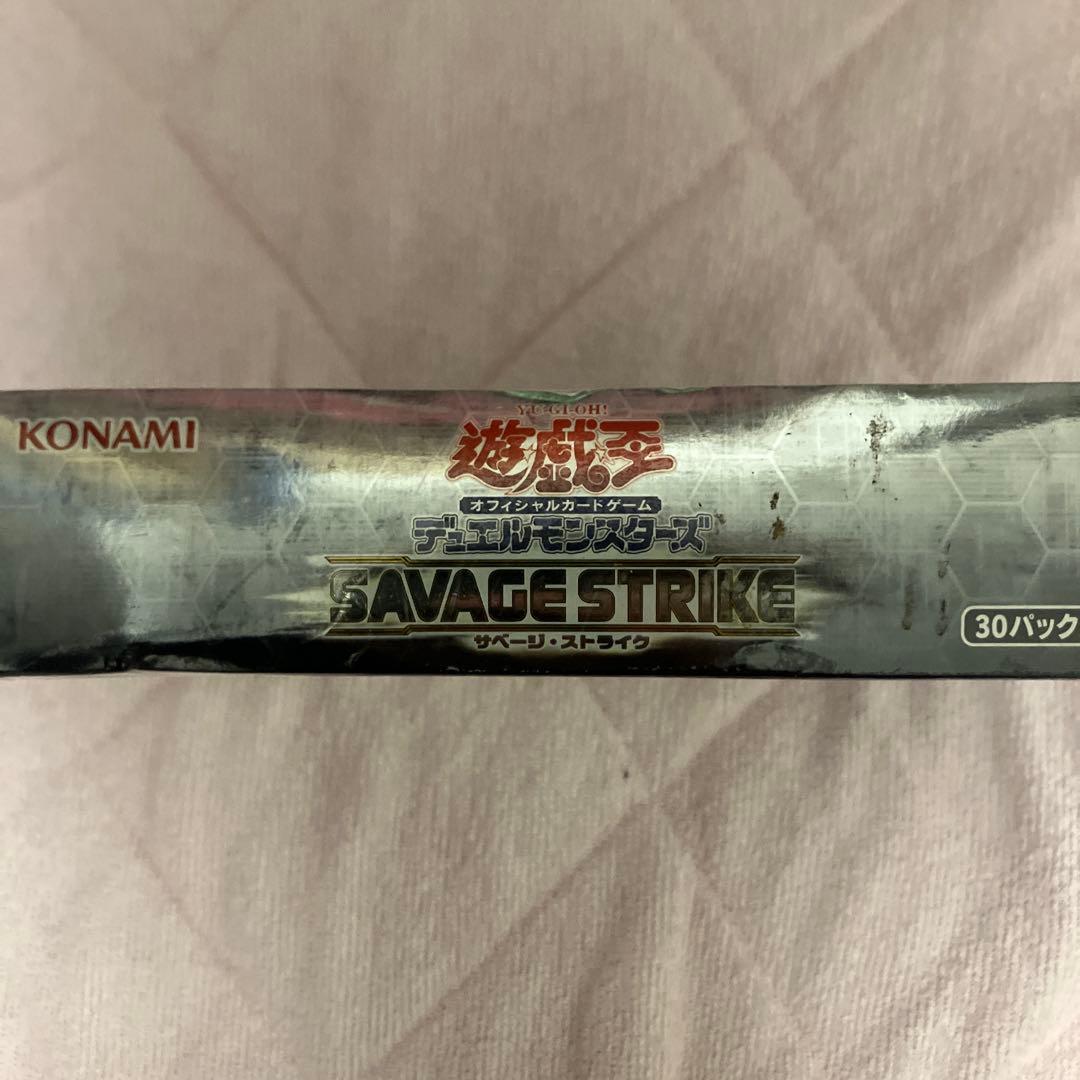 KONAMI
YU-GI-OH!
遊戯王
オフィシャルカードゲーム
デュエルモンスターズ
SAVAGE STRIKE
サベージ・ストライク
30パック